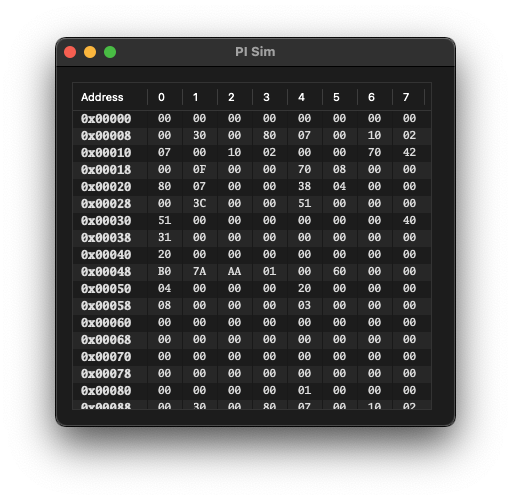 PI Sim
Address 0 1 2 3 4 5 6 7
0x00000 00 00 00 00 00 00 00 00
0x00008 00 30 00 80 07 00 10 02
0x00010 07 00 10 02 00 00 70 42
0x00018 00 0F 00 00 70 08 00 00
0x00020 80 07 00 00 38 04 00 00
0x00028 00 3C 00 00 51 00 00 00
0x00030 51 00 00 00 00 00 00 40
0x00038 31 00 00 00 00 00 00 00
0x00040 20 00 00 00 00 00 00 00
0x00048 B0 7A AA 01 00 60 00 00
0x00050 04 00 00 00 20 00 00 00
0x00058 08 00 00 00 03 00 00 00
0x00060 00 00 00 00 00 00 00 00
0x00068 00 00 00 00 00 00 00 00
0x00070 00 00 00 00 00 00 00 00
0x00078 00 00 00 00 00 00 00 00
0x00080 00 00 00 00 01 00 00 00
0x00088 00 30 00 80 07 00 10 02